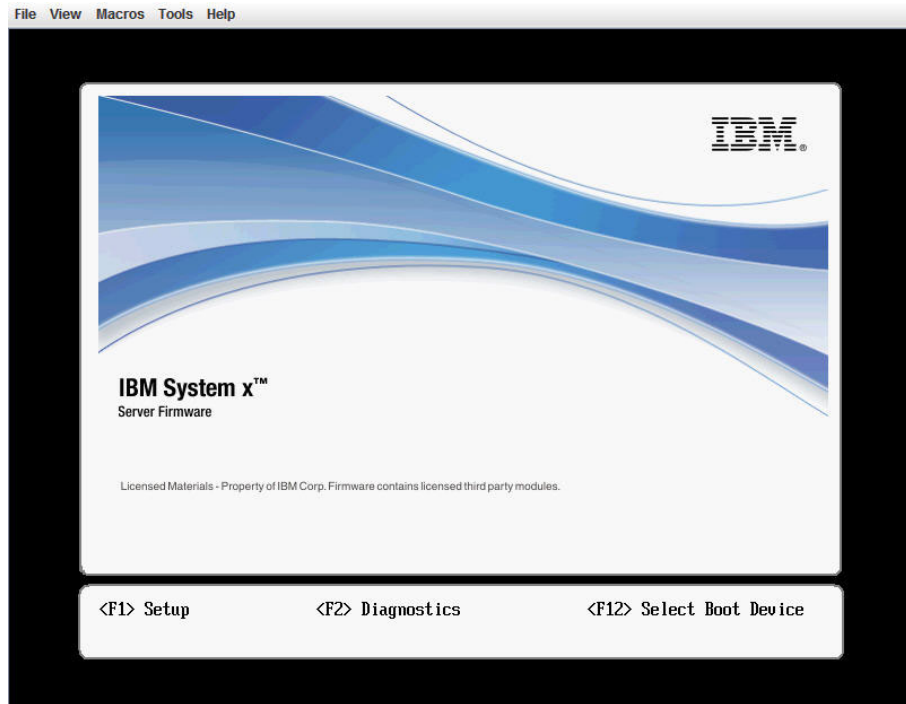 File View Macros Tools Help
IBM®
IBM System x™
Server Firmware
Licensed Materials - Property of IBM Corp. Firmware contains licensed third party modules.
<F1> Setup <F2> Diagnostics <F12> Select Boot Device